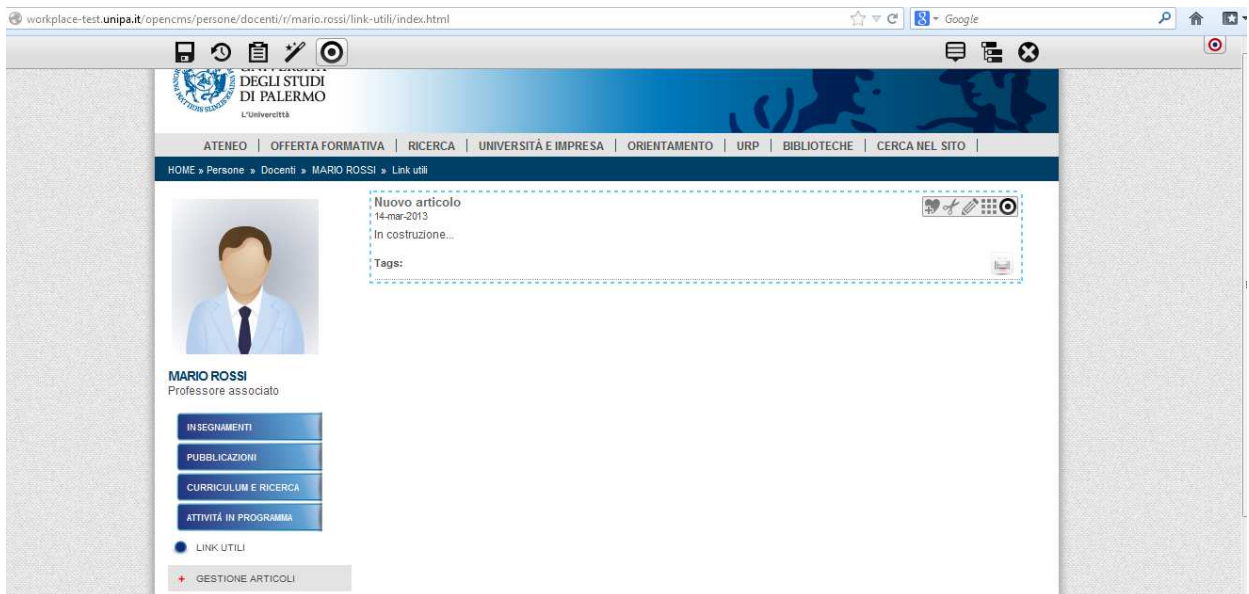 workplace-test.unipa.it/opencms/persone/docenti/r/mario.rossi/link-utili/index.html
Google
DEGLI STUDI
DI PALERMO
L'Univercittà
ATENEO | OFFERTA FORMATIVA | RICERCA | UNIVERSITÀ E IMPRESA | ORIENTAMENTO | URP | BIBLIOTECHE | CERCA NEL SITO |
HOME » Persone » Docenti » MARIO ROSSI » Link utili
Nuovo articolo
14-mar-2013
In costruzione...
Tags:
MARIO ROSSI
Professore associato
INSEGNAMENTI
PUBBLICAZIONI
CURRICULUM E RICERCA
ATTIVITÁ IN PROGRAMMA
LINK UTILI
+ GESTIONE ARTICOLI